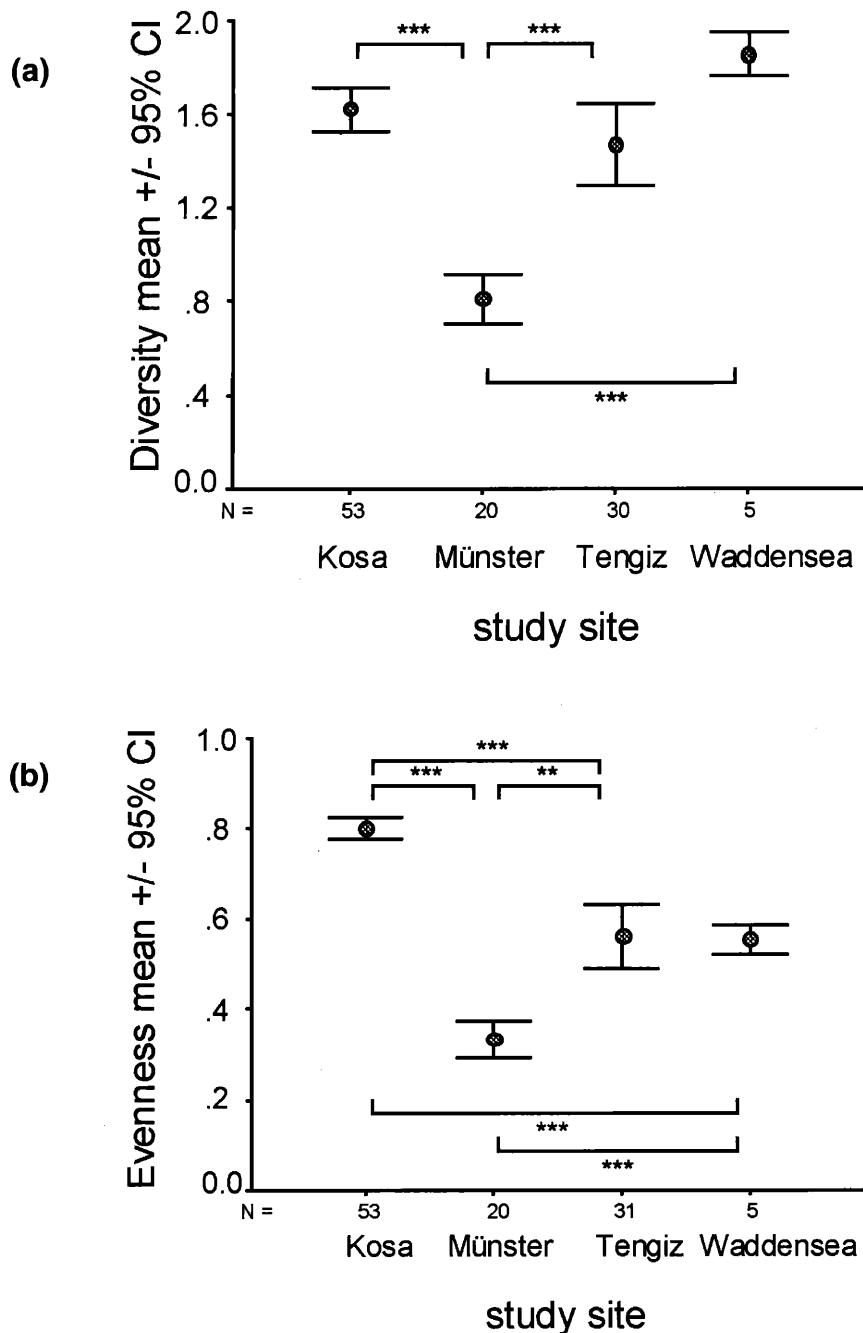 (a)
Diversity mean +/- 95% CI
2.0
1.6
1.2
.8
.4
0.0
*** ***
***
N = 53 20 30 5
Kosa Münster Tengiz Waddensea
study site
(b)
Evenness mean +/- 95% CI
1.0
.8
.6
.4
.2
0.0
***
*** **
***
***
N = 53 20 31 5
Kosa Münster Tengiz Waddensea
study site